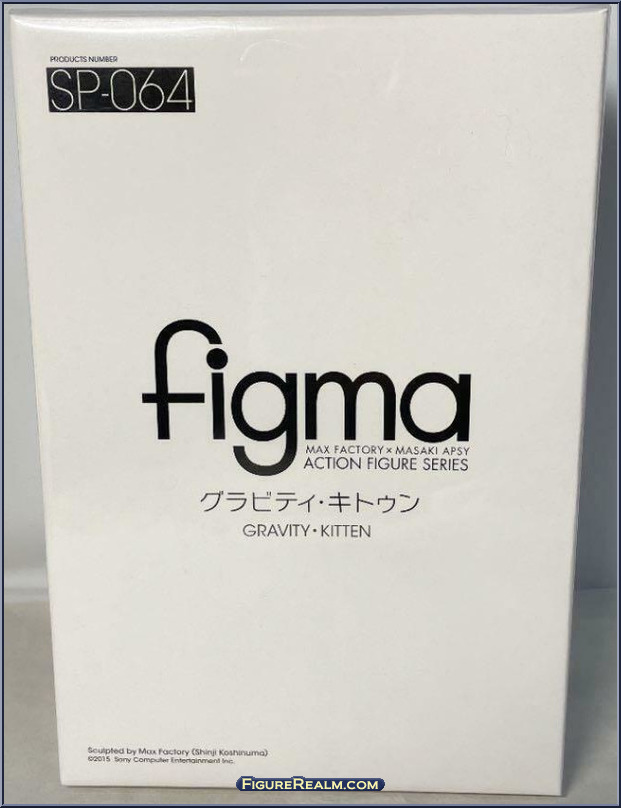 PRODUCTS NUMBER
SP-064
figma
MAX FACTORY × MASAKI APSY
ACTION FIGURE SERIES
グラビティ・キトゥン
GRAVITY・KITTEN
Sculpted by Max Factory (Shinji Koshinuma)
©2015 Sony Computer Entertainment Inc.
FIGUREREALM.COM